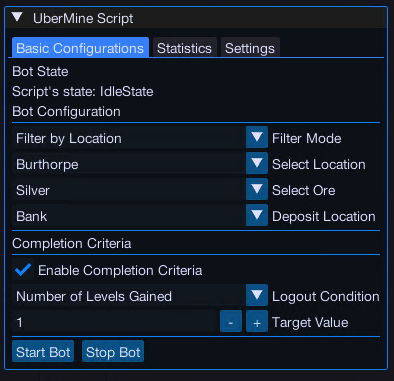 UberMine Script
Basic Configurations Statistics Settings
Bot State
Script's state: IdleState
Bot Configuration
Filter by Location Filter Mode
Burthorpe Select Location
Silver Select Ore
Bank Deposit Location
Completion Criteria
Enable Completion Criteria
Number of Levels Gained Logout Condition
1 - + Target Value
Start Bot Stop Bot